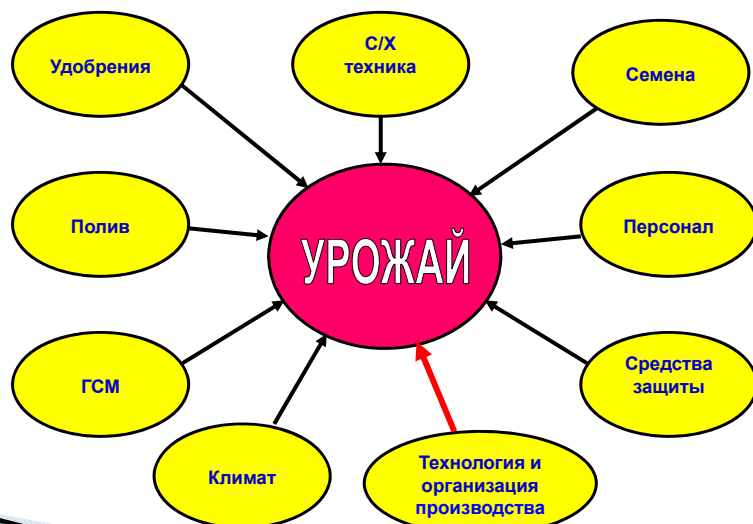 Удобрения
С/Х
техника
Семена
Полив
УРОЖАЙ
Персонал
ГСМ
Средства
защиты
Климат
Технология и
организация
производства